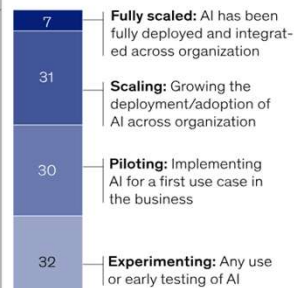 7
Fully scaled: AI has been
fully deployed and integrat-
ed across organization
31
Scaling: Growing the
deployment/adoption of
AI across organization
30
Piloting: Implementing
AI for a first use case in
the business
32
Experimenting: Any use
or early testing of AI